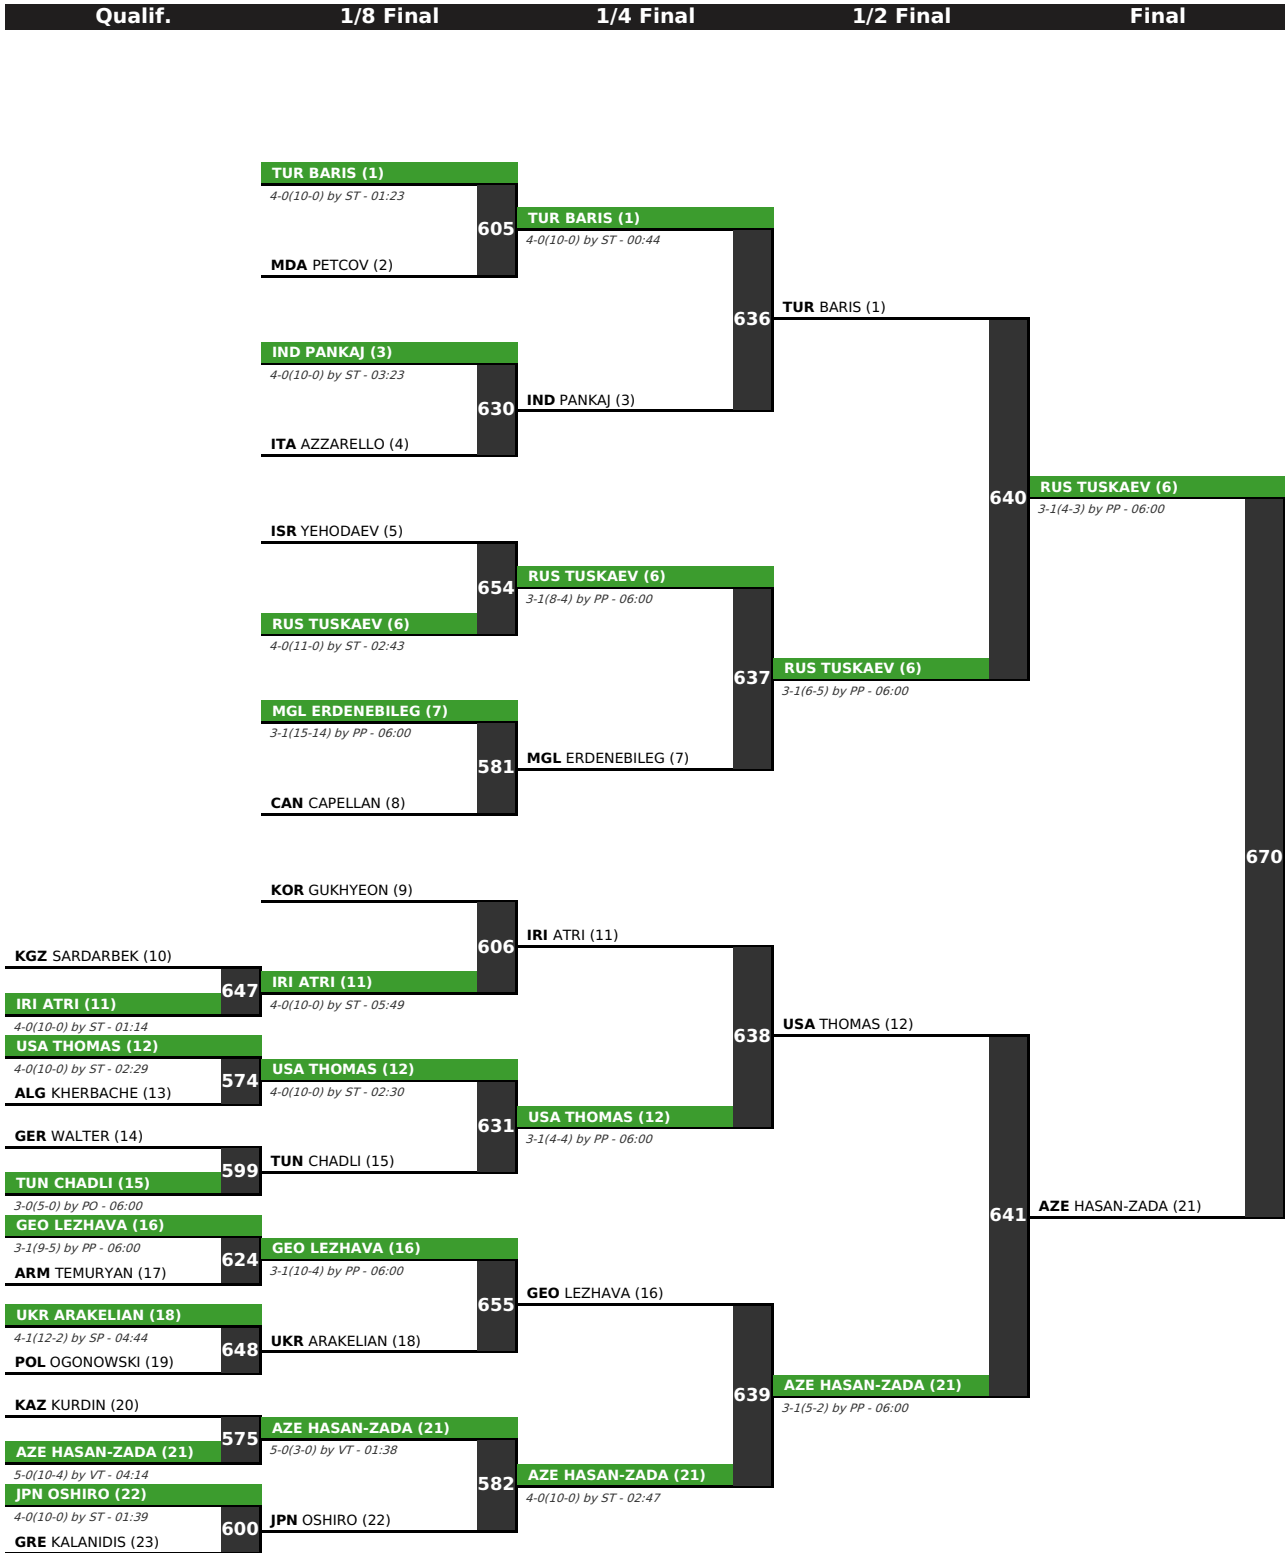 Qualif. 1/8 Final 1/4 Final 1/2 Final Final
TUR BARIS (1)
4-0(10-0) by ST - 01:23
605
MDA PETCOV (2)
IND PANKAJ (3)
4-0(10-0) by ST - 03:23
630
ITA AZZARELLO (4)
ISR YEHODAEV (5)
654
RUS TUSKAEV (6)
4-0(11-0) by ST - 02:43
MGL ERDENEBILEG (7)
3-1(15-14) by PP - 06:00
581
CAN CAPELLAN (8)
KOR GUKHYEON (9)
606
IRI ATRI (11)
4-0(10-0) by ST - 05:49
KGZ SARDARBEK (10)
647
IRI ATRI (11)
4-0(10-0) by ST - 01:14
USA THOMAS (12)
4-0(10-0) by ST - 02:29
574
ALG KHERBACHE (13)
GER WALTER (14)
599
TUN CHADLI (15)
3-0(5-0) by PO - 06:00
GEO LEZHAVA (16)
3-1(9-5) by PP - 06:00
624
ARM TEMURYAN (17)
UKR ARAKELIAN (18)
4-1(12-2) by SP - 04:44
648
POL OGONOWSKI (19)
KAZ KURDIN (20)
575
AZE HASAN-ZADA (21)
5-0(10-4) by VT - 04:14
JPN OSHIRO (22)
4-0(10-0) by ST - 01:39
600
GRE KALANIDIS (23)
USA THOMAS (12)
4-0(10-0) by ST - 02:30
631
TUN CHADLI (15)
GEO LEZHAVA (16)
3-1(10-4) by PP - 06:00
655
UKR ARAKELIAN (18)
AZE HASAN-ZADA (21)
5-0(3-0) by VT - 01:38
582
JPN OSHIRO (22)
TUR BARIS (1)
4-0(10-0) by ST - 00:44
636
IND PANKAJ (3)
RUS TUSKAEV (6)
3-1(8-4) by PP - 06:00
637
MGL ERDENEBILEG (7)
IRI ATRI (11)
638
USA THOMAS (12)
3-1(4-4) by PP - 06:00
GEO LEZHAVA (16)
639
AZE HASAN-ZADA (21)
4-0(10-0) by ST - 02:47
TUR BARIS (1)
640
RUS TUSKAEV (6)
3-1(6-5) by PP - 06:00
USA THOMAS (12)
641
AZE HASAN-ZADA (21)
3-1(5-2) by PP - 06:00
RUS TUSKAEV (6)
3-1(4-3) by PP - 06:00
670
AZE HASAN-ZADA (21)